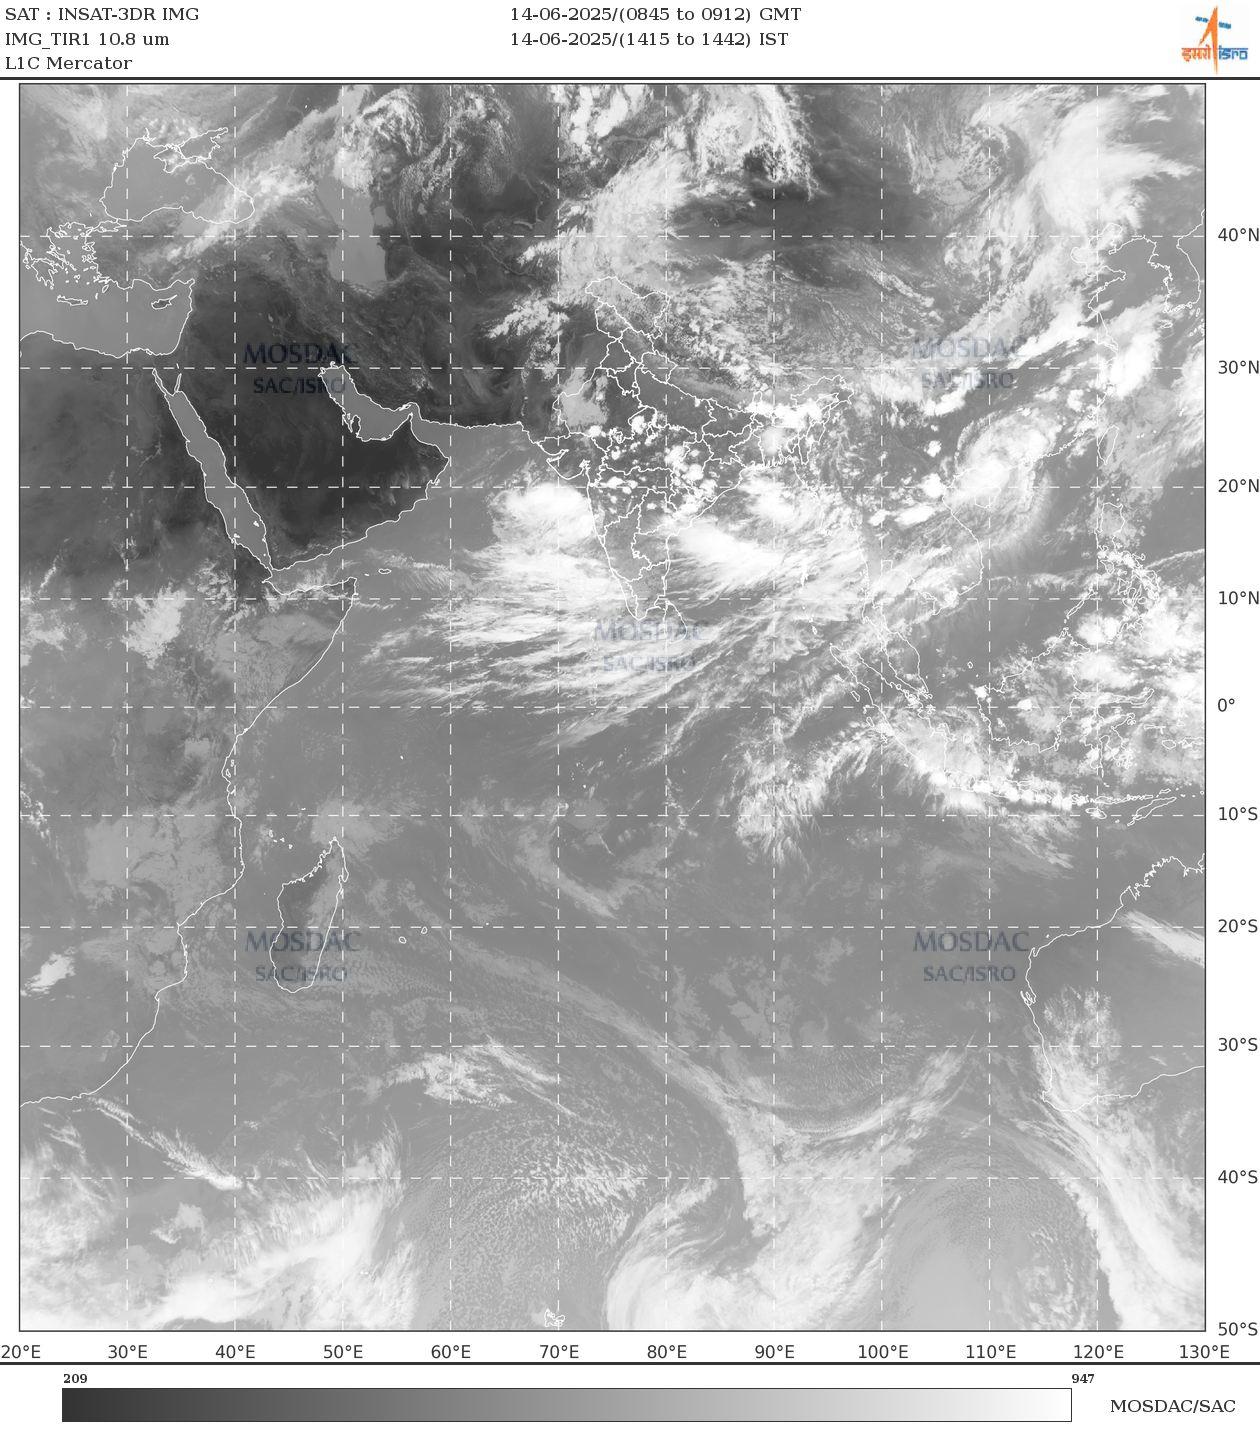 SAT : INSAT-3DR IMG
14-06-2025/(0845 to 0912) GMT
IMG_TIR1 10.8 um
14-06-2025/(1415 to 1442) IST
L1C Mercator
इसरो isro
40°N
MOSDAC
SAC/ISRO
MOSDAC
SAC/ISRO
30°N
20°N
10°N
MOSDAC
SAC/ISRO
0°
10°S
20°S
MOSDAC
SAC/ISRO
MOSDAC
SAC/ISRO
30°S
40°S
50°S
20°E 30°E 40°E 50°E 60°E 70°E 80°E 90°E 100°E 110°E 120°E 130°E
209
947
MOSDAC/SAC